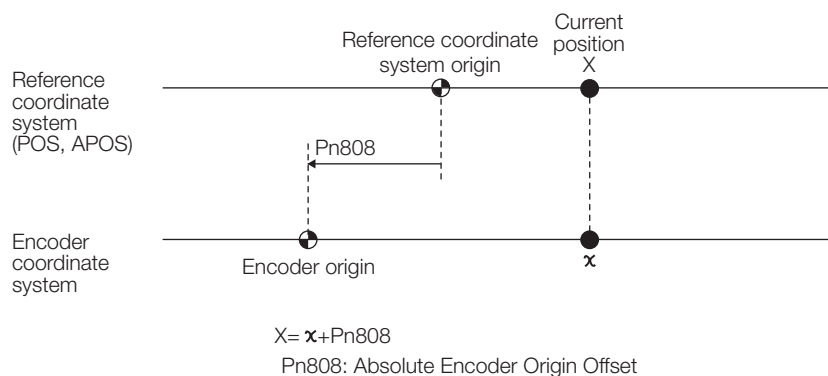 Reference coordinate
system origin
Current
position
X
Reference
coordinate
system
(POS, APOS)
Pn808
Encoder
coordinate
system
Encoder origin
x
X= x+Pn808
Pn808: Absolute Encoder Origin Offset